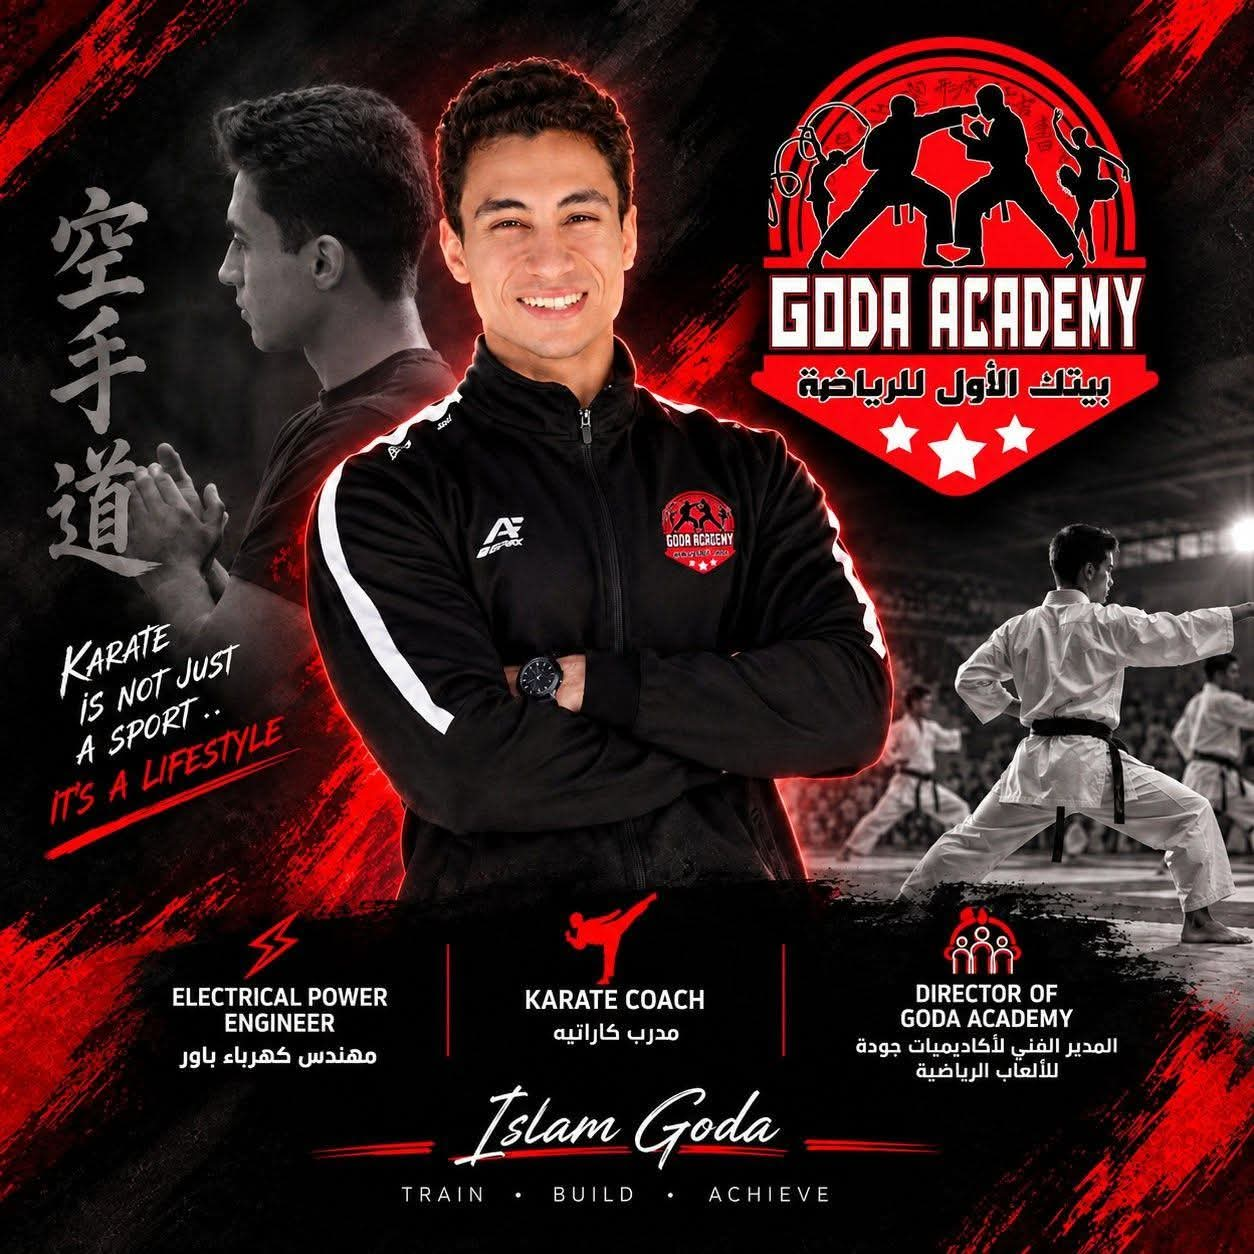 空
手
道
KARATE
IS NOT JUST
A SPORT ..
IT'S A LIFESTYLE
GODA ACADEMY
بيتك الأول للرياضة
GODA ACADEMY
ELECTRICAL POWER
ENGINEER
مهندس كهرباء باور
KARATE COACH
مدرب كاراتيه
DIRECTOR OF
GODA ACADEMY
المدير الفني لأكاديميات جودة
للألعاب الرياضية
Islam Goda
TRAIN • BUILD • ACHIEVE